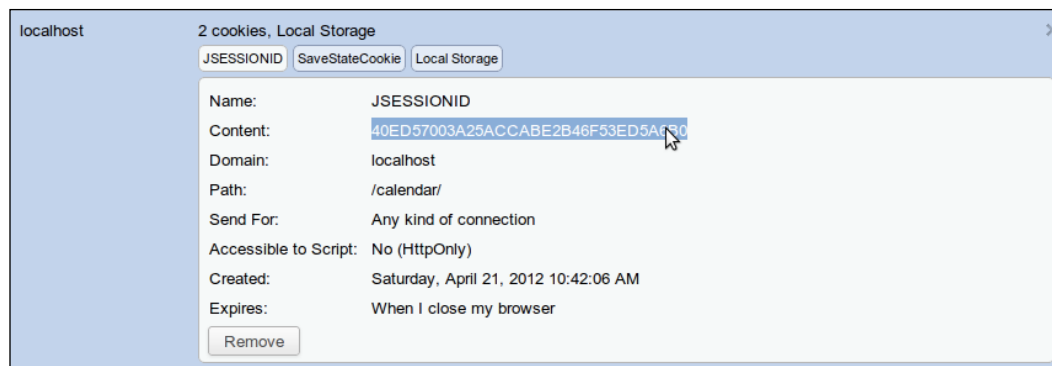 localhost 2 cookies, Local Storage
JSESSIONID SaveStateCookie Local Storage
Name: JSESSIONID
Content: 40ED57003A25ACCABE2B46F53ED5A6B0
Domain: localhost
Path: /calendar/
Send For: Any kind of connection
Accessible to Script: No (HttpOnly)
Created: Saturday, April 21, 2012 10:42:06 AM
Expires: When I close my browser
Remove